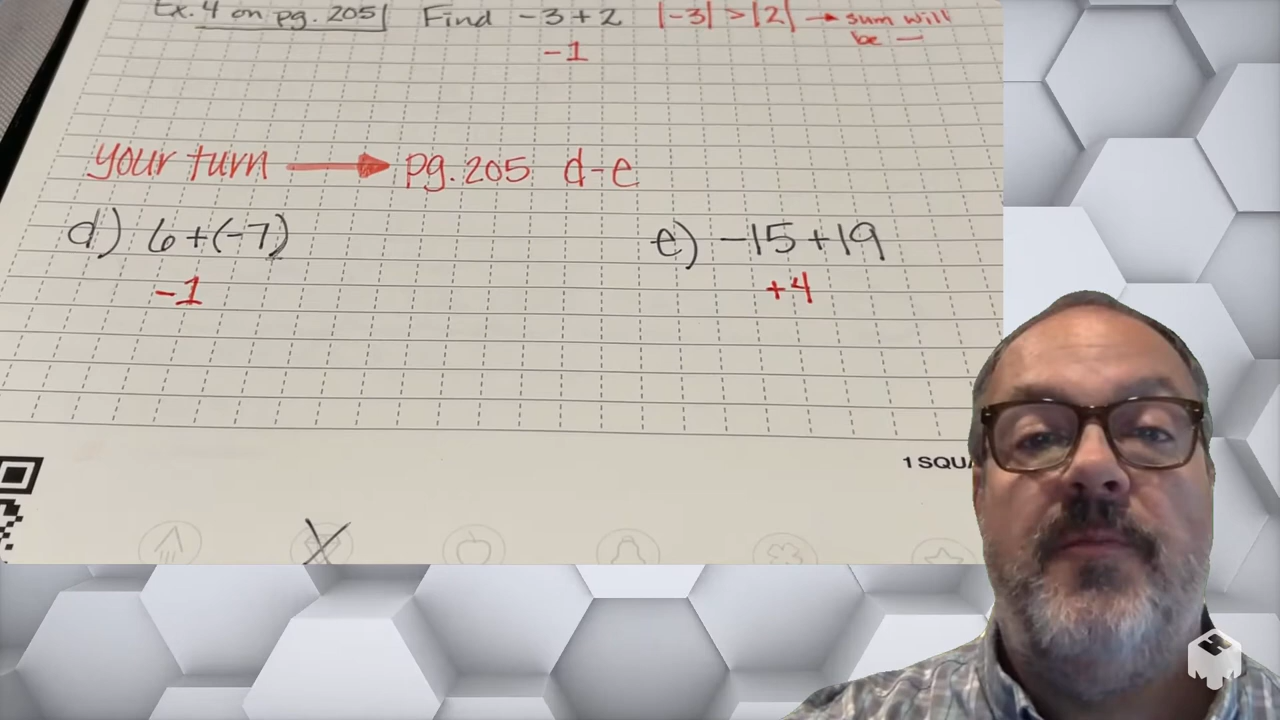 Ex. 4 on pg. 205 Find -3+2 |-3| > |2| → sum will
be —
-1
your turn → pg. 205 d-e
d) 6+(-7) e) -15+19
-1 +4
1 SQU